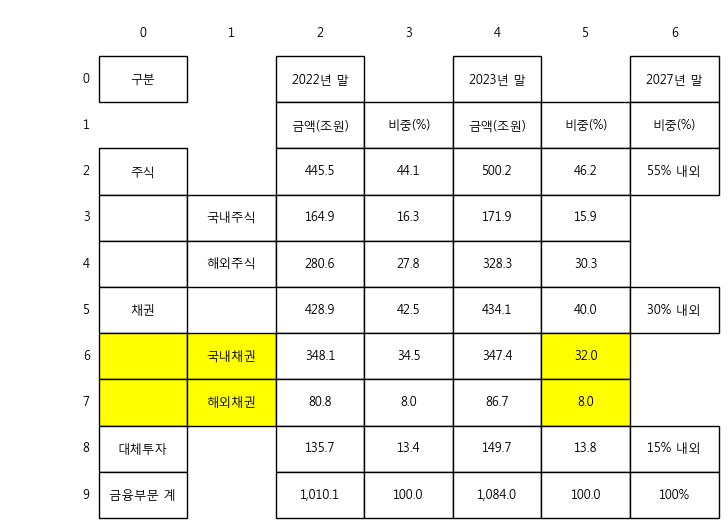 0 1 2 3 4 5 6
0 구분 2022년 말 2023년 말 2027년 말
1 금액(조원) 비중(%) 금액(조원) 비중(%) 비중(%)
2 주식 445.5 44.1 500.2 46.2 55% 내외
3 국내주식 164.9 16.3 171.9 15.9
4 해외주식 280.6 27.8 328.3 30.3
5 채권 428.9 42.5 434.1 40.0 30% 내외
6 국내채권 348.1 34.5 347.4 32.0
7 해외채권 80.8 8.0 86.7 8.0
8 대체투자 135.7 13.4 149.7 13.8 15% 내외
9 금융부문 계 1,010.1 100.0 1,084.0 100.0 100%